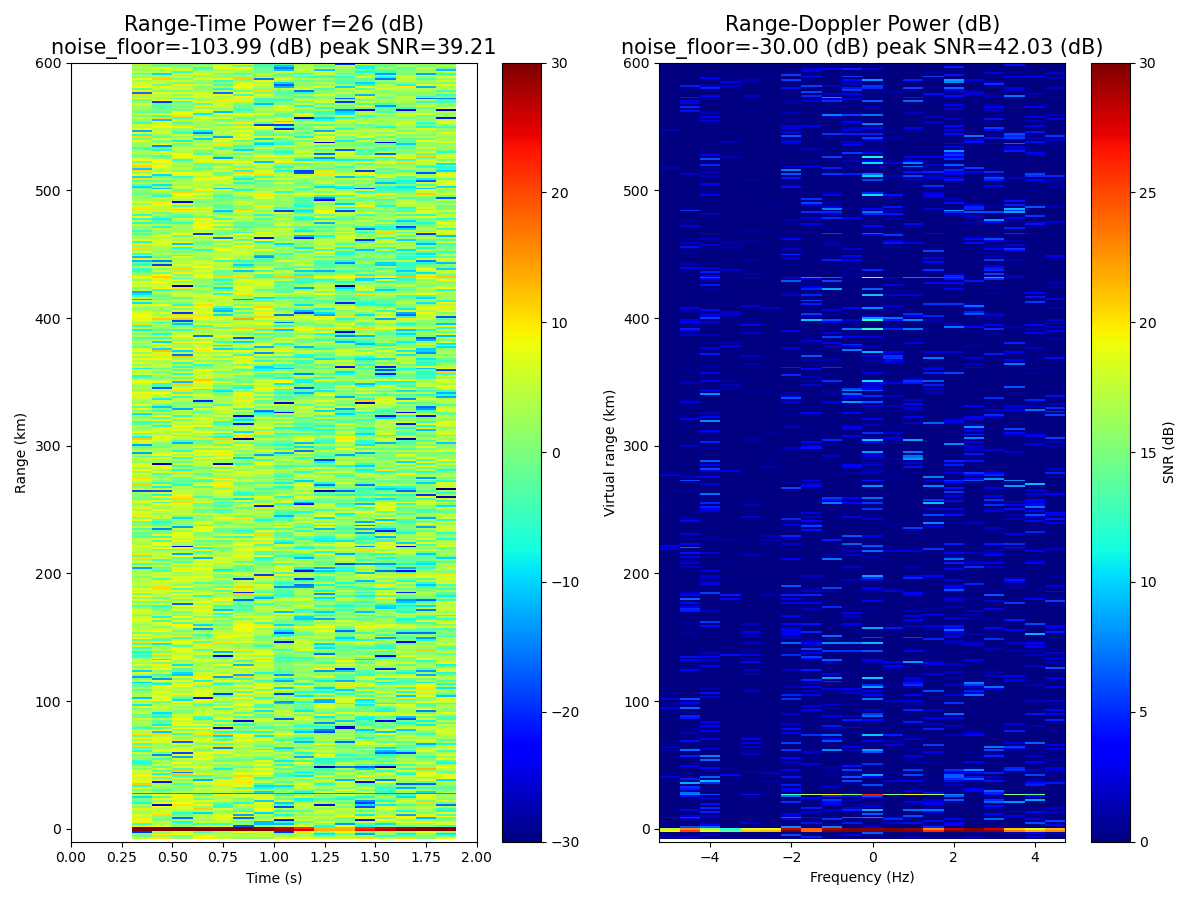 Range-Time Power f=26 (dB)
noise_floor=-103.99 (dB) peak SNR=39.21
Range-Doppler Power (dB)
noise_floor=-30.00 (dB) peak SNR=42.03 (dB)
600
500
400
300
200
100
0
Range (km)
0.00 0.25 0.50 0.75 1.00 1.25 1.50 1.75 2.00
Time (s)
30
20
10
0
−10
−20
−30
600
500
400
300
200
100
0
Virtual range (km)
−4 −2 0 2 4
Frequency (Hz)
30
25
20
15
10
5
0
SNR (dB)